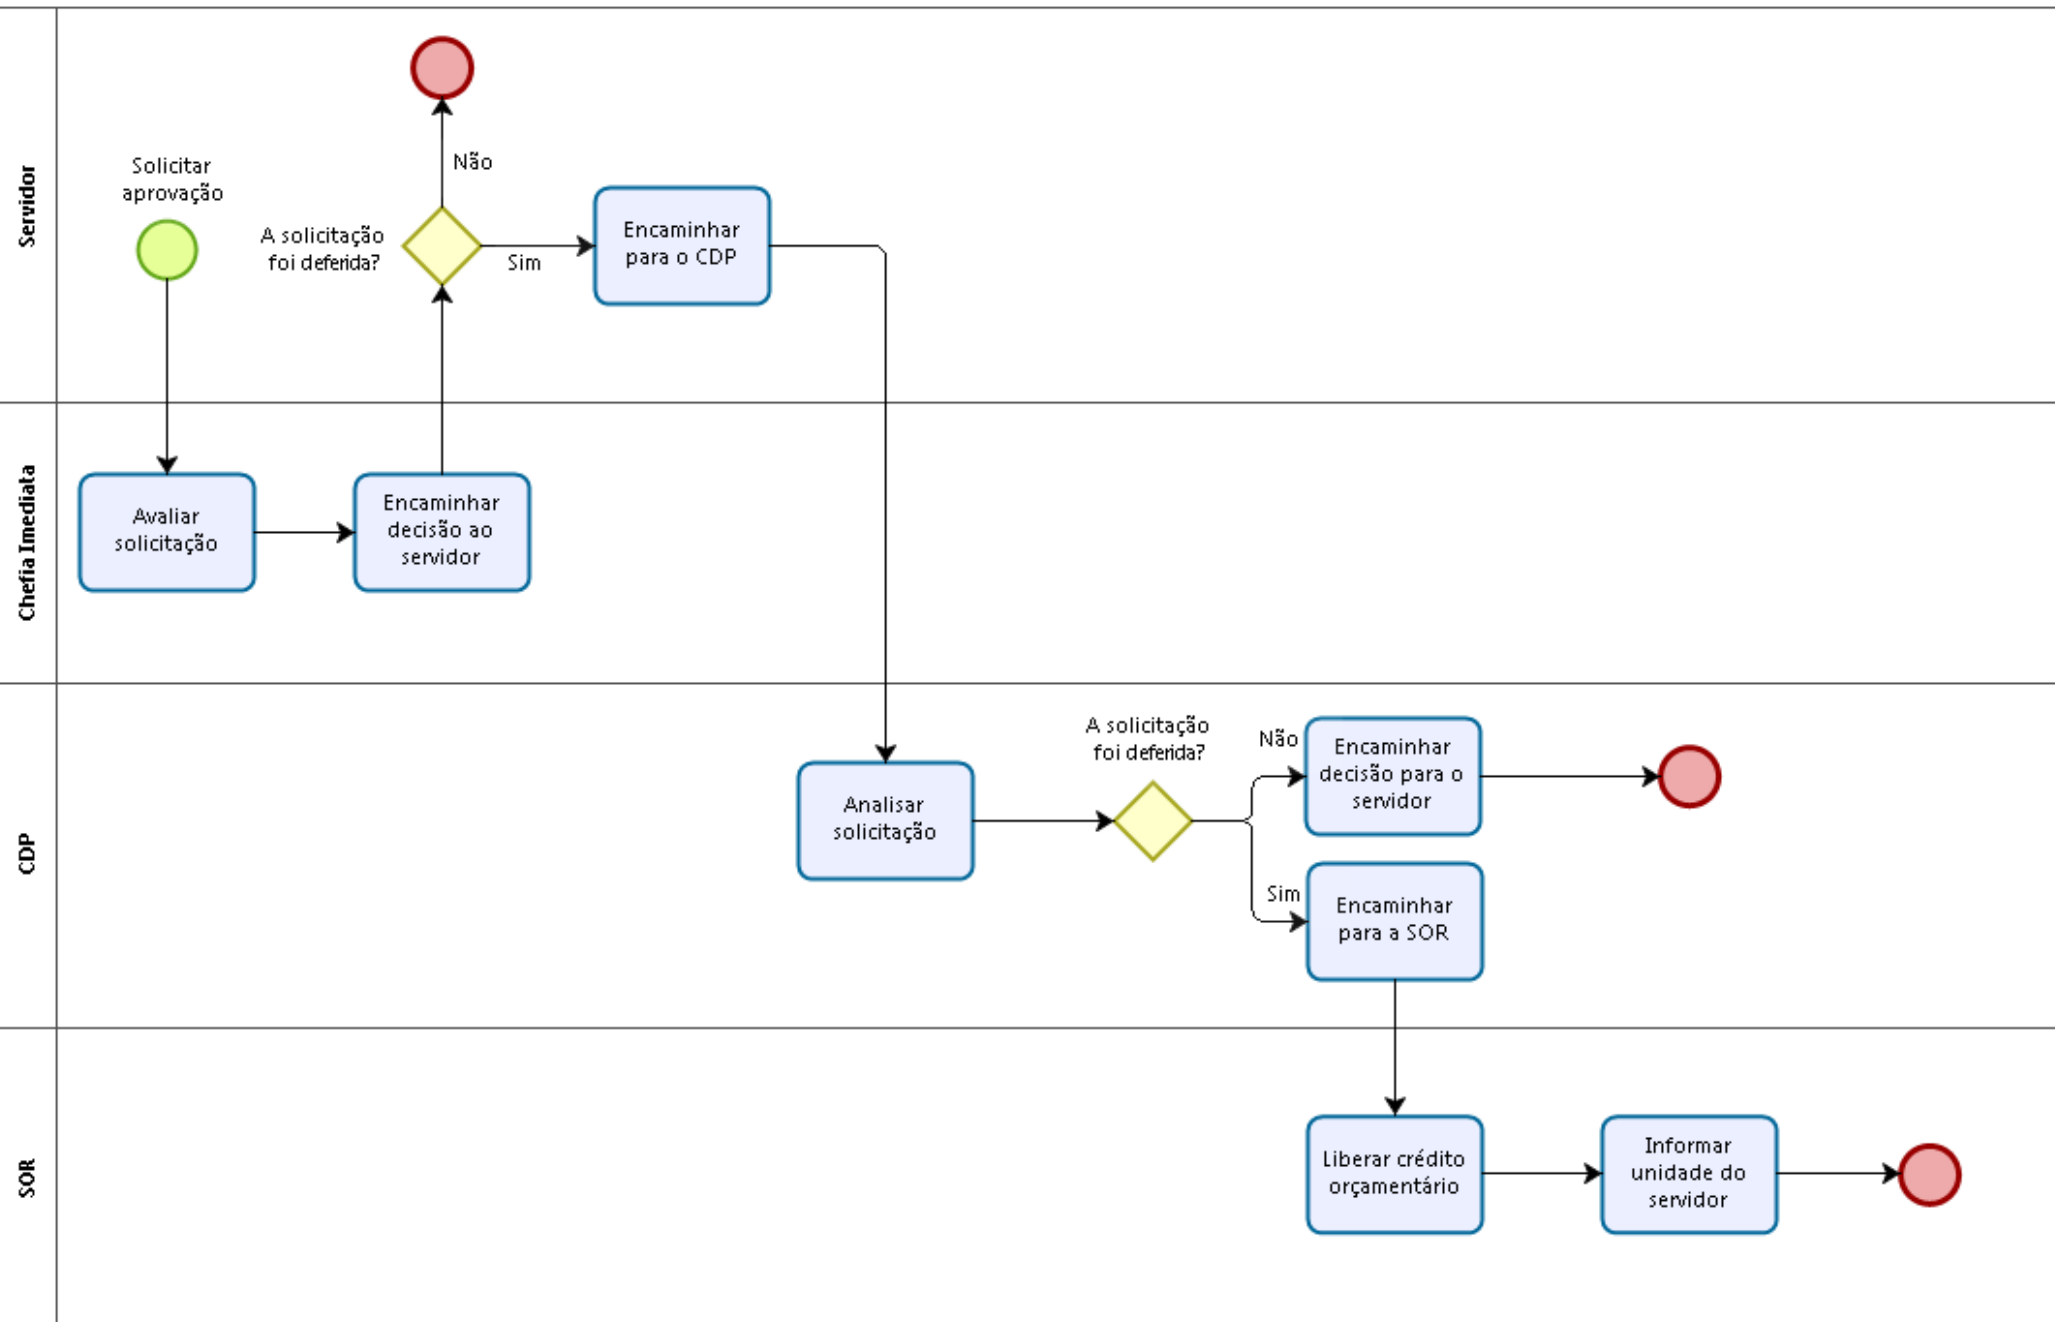 Servidor
Solicitar
aprovação
A solicitação
foi deferida?
Não
Sim
Encaminhar
para o CDP
Chefia Imediata
Avaliar
solicitação
Encaminhar
decisão ao
servidor
CDP
Analisar
solicitação
A solicitação
foi deferida?
Não
Encaminhar
decisão para o
servidor
Sim
Encaminhar
para a SOR
SOR
Liberar crédito
orçamentário
Informar
unidade do
servidor